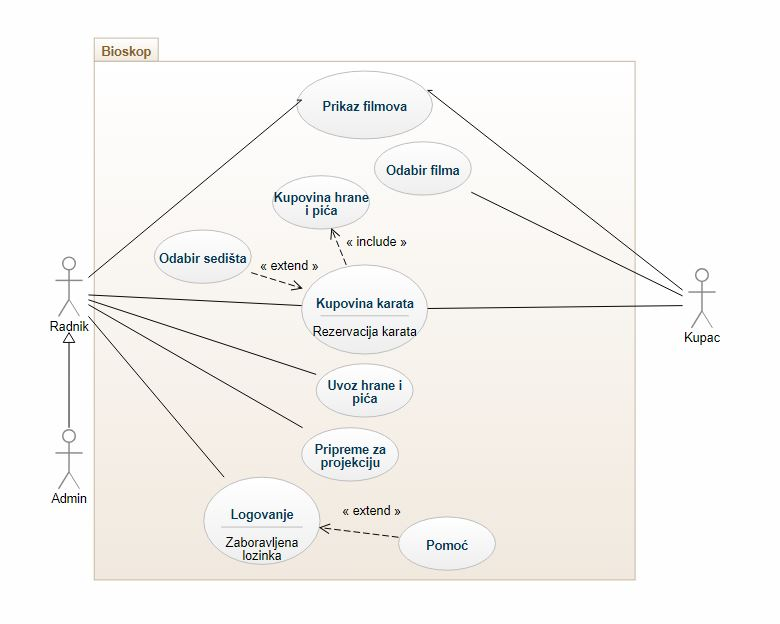 Bioskop
Prikaz filmova
Odabir filma
Kupovina hrane
i pića
« include »
Odabir sedišta
« extend »
Kupovina karata
Rezervacija karata
Radnik
Kupac
Uvoz hrane i
pića
Pripreme za
projekciju
Admin
Logovanje
Zaboravljena
lozinka
« extend »
Pomoć